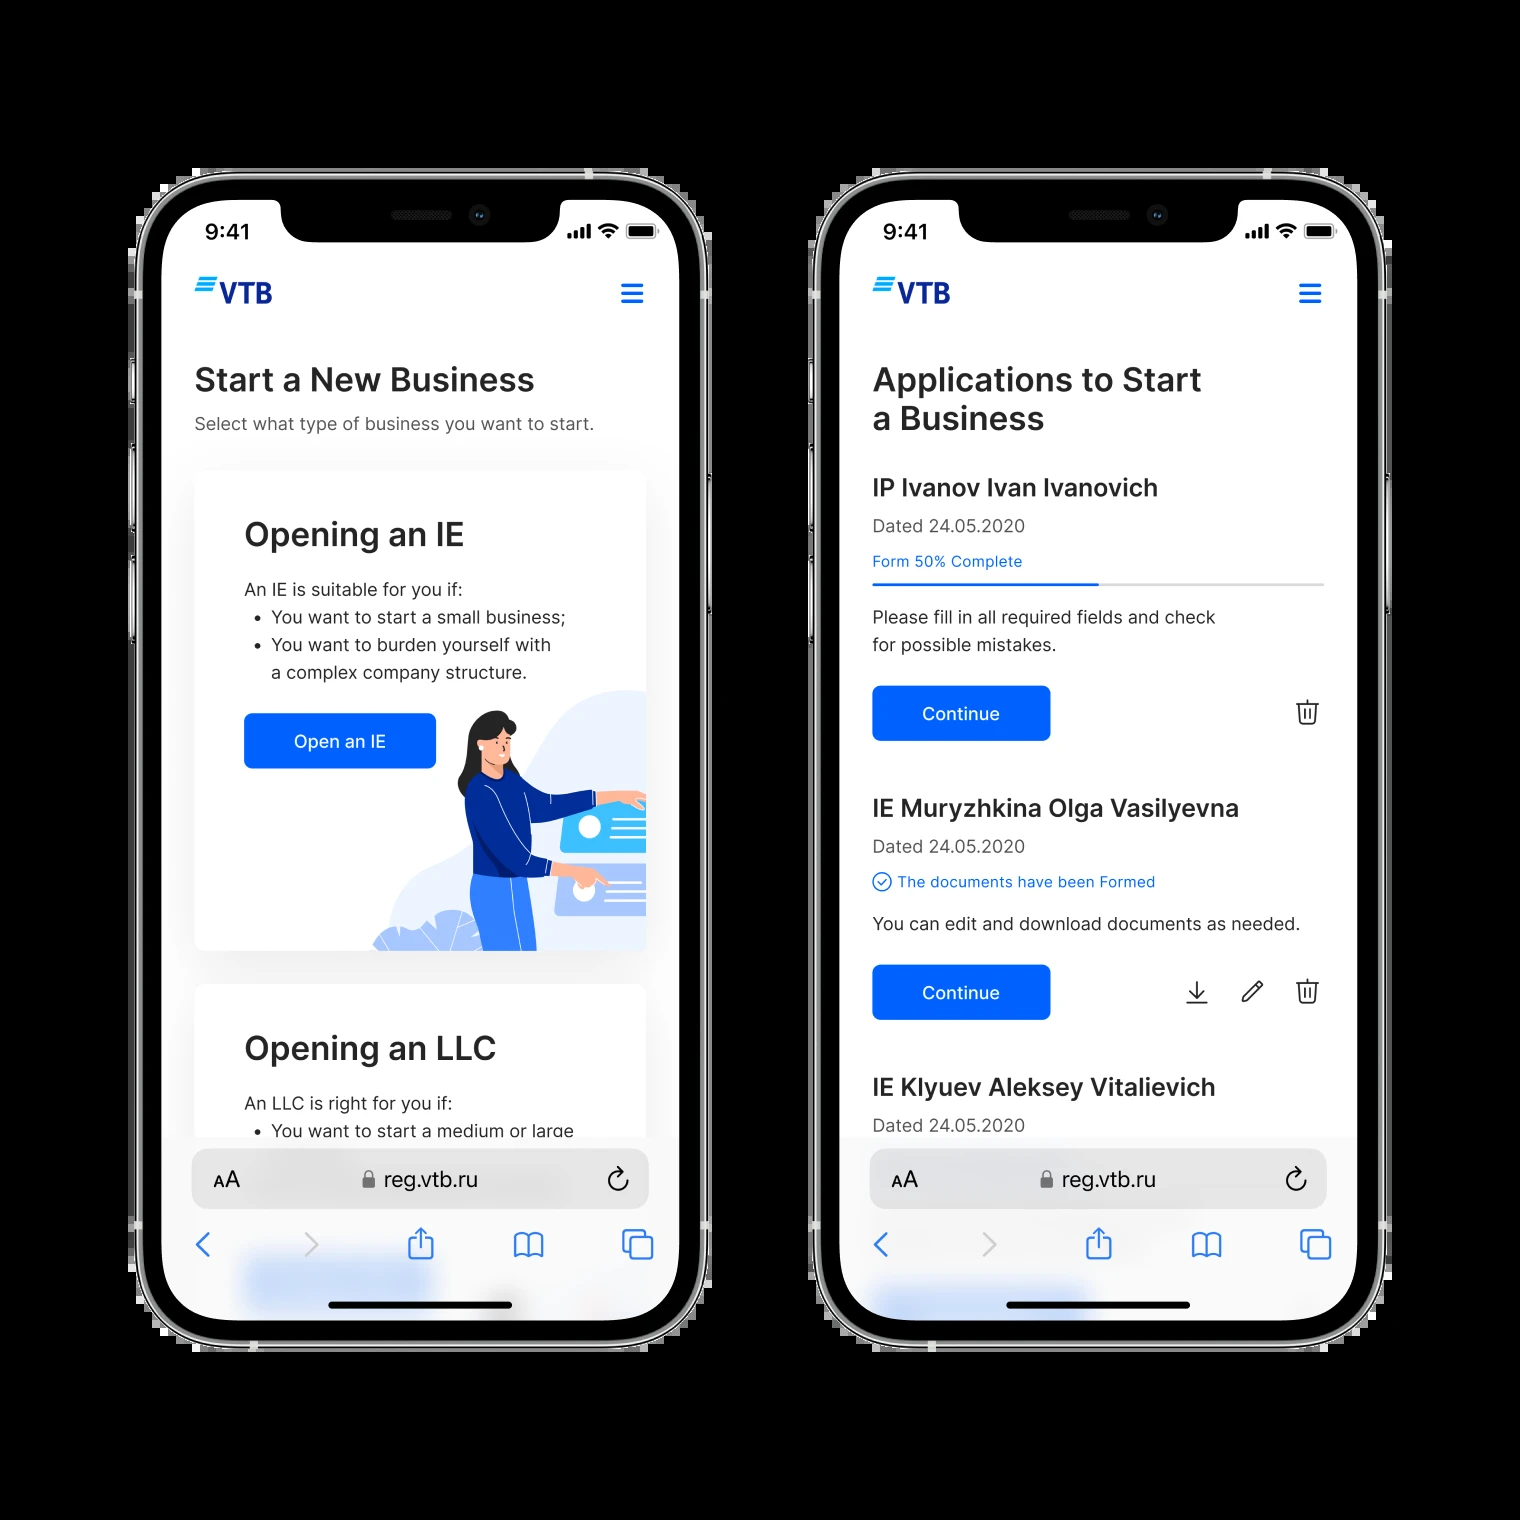 9:41
VTB
Start a New Business
Select what type of business you want to start.
Opening an IE
An IE is suitable for you if:
• You want to start a small business;
• You want to burden yourself with
a complex company structure.
Open an IE
Opening an LLC
An LLC is right for you if:
• You want to start a medium or large
AA
reg.vtb.ru
9:41
VTB
Applications to Start
a Business
IP Ivanov Ivan Ivanovich
Dated 24.05.2020
Form 50% Complete
Please fill in all required fields and check
for possible mistakes.
Continue
IE Muryzhkina Olga Vasilyevna
Dated 24.05.2020
The documents have been Formed
You can edit and download documents as needed.
Continue
IE Klyuev Aleksey Vitalievich
Dated 24.05.2020
AA
reg.vtb.ru